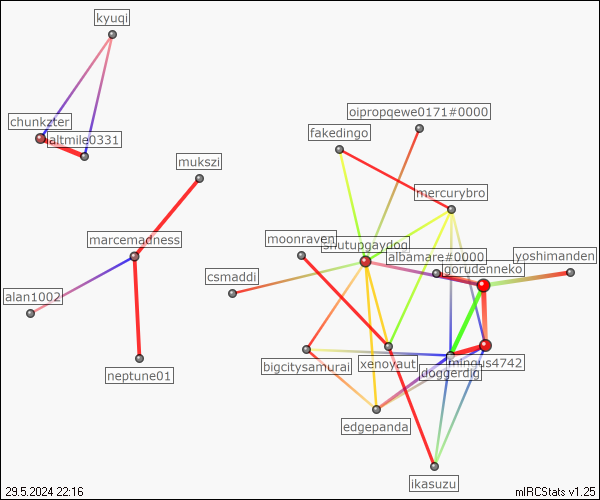 kyuqi
chunkzter
altmile0331
oipropqewe0171#0000
fakedingo
mukszi
mercurybro
marcemadness
moonraven
shutupgaydog
albamare#0000
yoshimanden
gorudenneko
csmaddi
alan1002
bigcitysamurai
xenoyaut
mingus4742
doggerdig
neptune01
edgepanda
ikasuzu
29.5.2024 22:16
mIRCStats v1.25